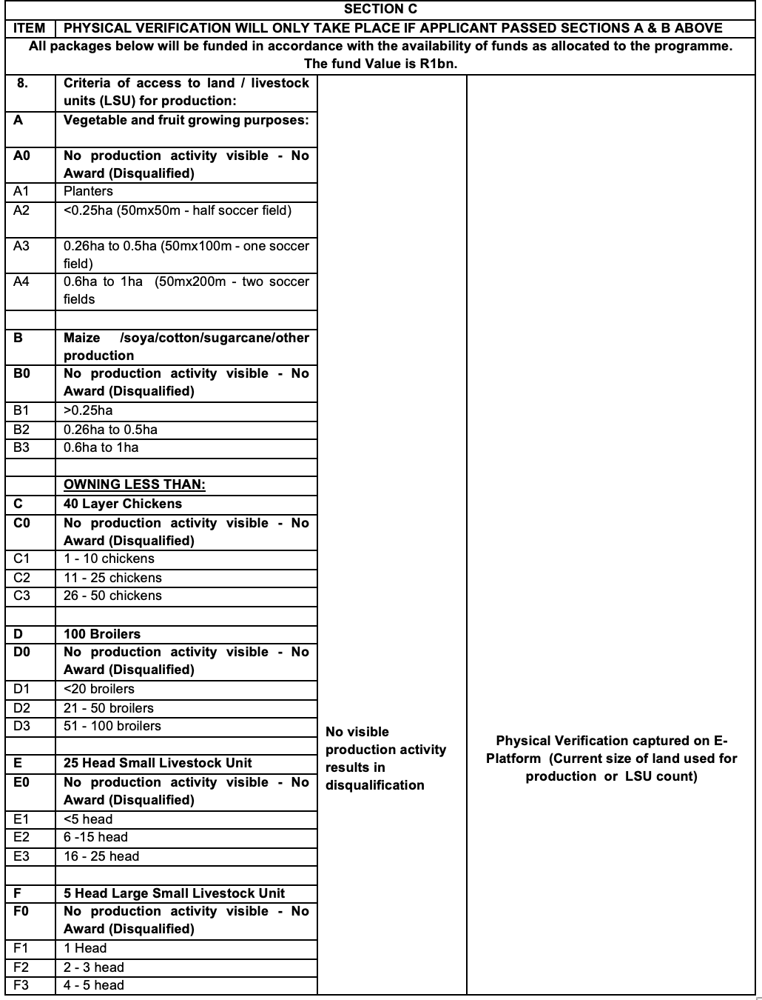 SECTION C
ITEM PHYSICAL VERIFICATION WILL ONLY TAKE PLACE IF APPLICANT PASSED SECTIONS A & B ABOVE
All packages below will be funded in accordance with the availability of funds as allocated to the programme.
The fund Value is R1bn.
8. Criteria of access to land / livestock
units (LSU) for production:
A Vegetable and fruit growing purposes:
A0 No production activity visible - No
Award (Disqualified)
A1 Planters
A2 <0.25ha (50mx50m - half soccer field)
A3 0.26ha to 0.5ha (50mx100m - one soccer
field)
A4 0.6ha to 1ha (50mx200m - two soccer
fields
B Maize /soya/cotton/sugarcane/other
production
B0 No production activity visible - No
Award (Disqualified)
B1 >0.25ha
B2 0.26ha to 0.5ha
B3 0.6ha to 1ha
OWNING LESS THAN:
C 40 Layer Chickens
C0 No production activity visible - No
Award (Disqualified)
C1 1 - 10 chickens
C2 11 - 25 chickens
C3 26 - 50 chickens
D 100 Broilers
D0 No production activity visible - No
Award (Disqualified)
D1 <20 broilers
D2 21 - 50 broilers
D3 51 - 100 broilers
E 25 Head Small Livestock Unit
E0 No production activity visible - No
Award (Disqualified)
E1 <5 head
E2 6 -15 head
E3 16 - 25 head
F 5 Head Large Small Livestock Unit
F0 No production activity visible - No
Award (Disqualified)
F1 1 Head
F2 2 - 3 head
F3 4 - 5 head
No visible
production activity
results in
disqualification
Physical Verification captured on E-
Platform (Current size of land used for
production or LSU count)